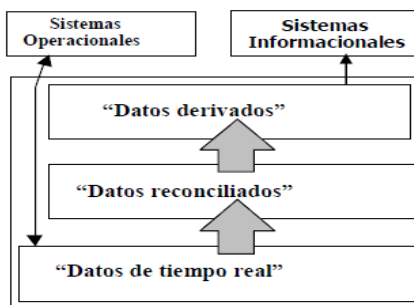 Sistemas
Operacionales
Sistemas
Informacionales
“Datos derivados”
“Datos reconciliados”
“Datos de tiempo real”